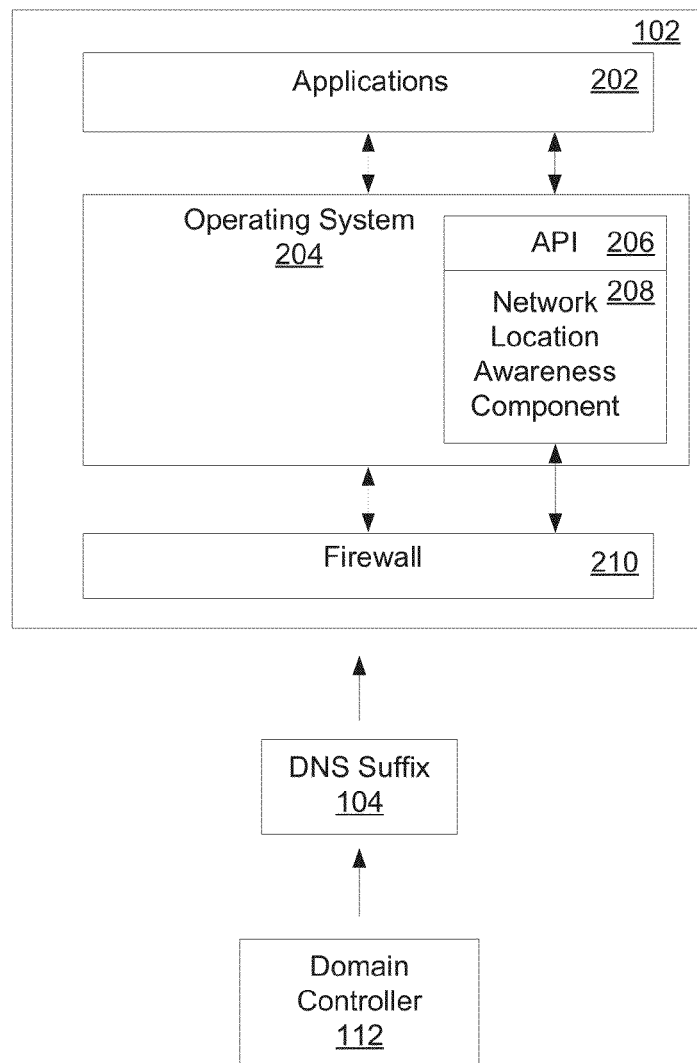 102
Applications 202
Operating System
204
API 206
208
Network
Location
Awareness
Component
Firewall 210
DNS Suffix
104
Domain
Controller
112